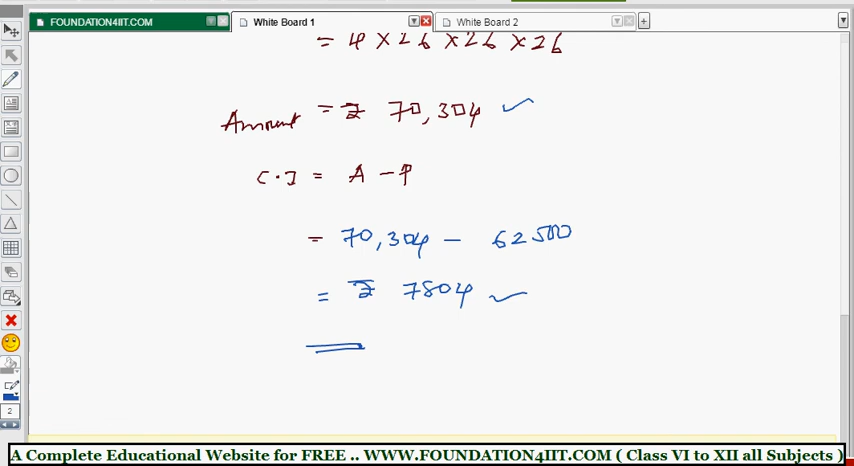 FOUNDATION4IIT.COM White Board 1 White Board 2
= 4 × 26 × 26 × 26
Amount = ₹ 70,304 ✓
C.I = A - P
= 70,304 - 62500
= ₹ 7804 ✓
2
A Complete Educational Website for FREE .. WWW.FOUNDATION4IIT.COM ( Class VI to XII all Subjects )